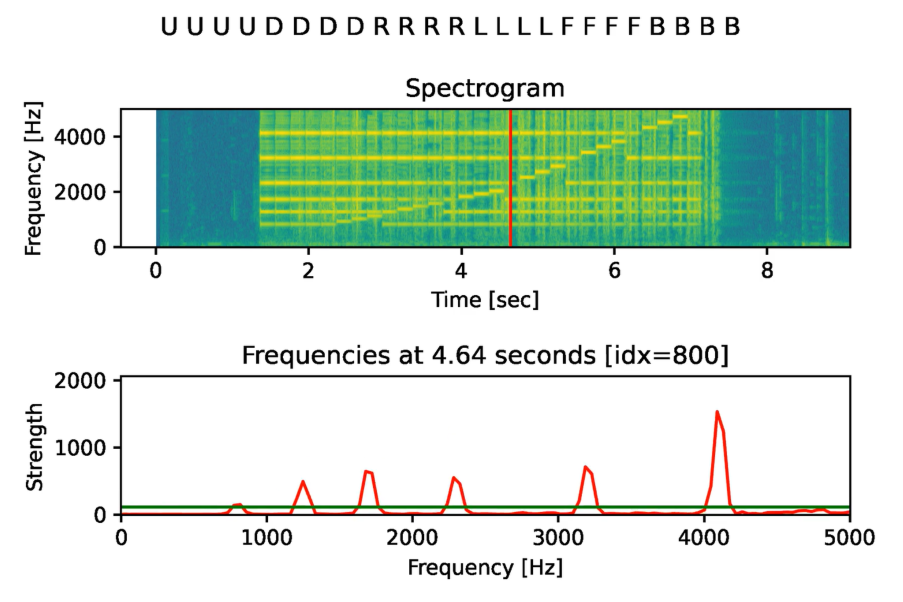 U U U U D D D D R R R R L L L L F F F F B B B B
Spectrogram
Frequency [Hz]
4000
2000
0
0 2 4 6 8
Time [sec]
Frequencies at 4.64 seconds [idx=800]
Strength
2000
1000
0
0 1000 2000 3000 4000 5000
Frequency [Hz]